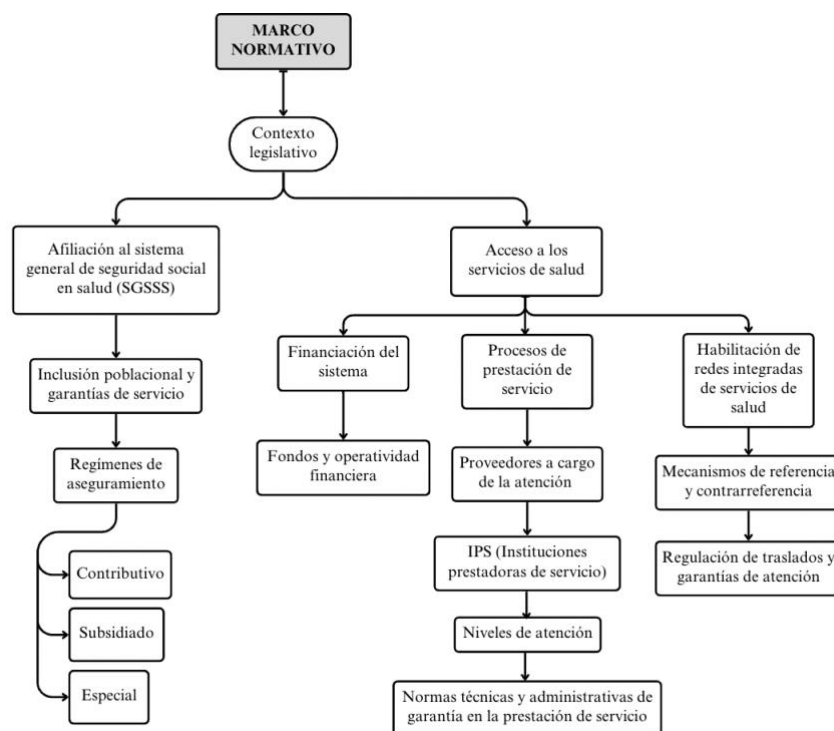 MARCO
NORMATIVO
Contexto
legislativo
Afiliación al sistema
general de seguridad social
en salud (SGSSS)
Inclusión poblacional y
garantías de servicio
Regímenes de
aseguramiento
Contributivo
Subsidiado
Especial
Acceso a los
servicios de salud
Financiación del
sistema
Fondos y operatividad
financiera
Procesos de
prestación de
servicio
Proveedores a cargo
de la atención
IPS (Instituciones
prestadoras de servicio)
Niveles de atención
Normas técnicas y administrativas de
garantía en la prestación de servicio
Habilitación de
redes integradas
de servicios de
salud
Mecanismos de referencia
y contrarreferencia
Regulación de traslados y
garantías de atención